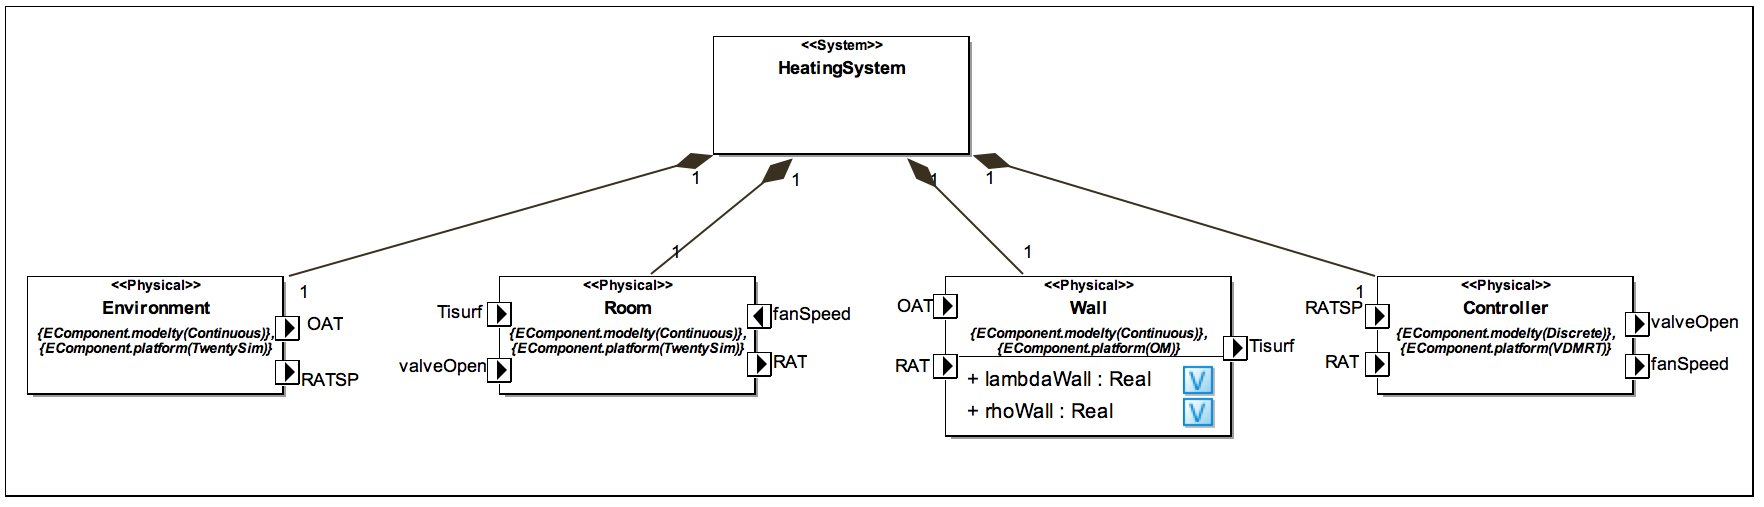 <<System>>
HeatingSystem
1
1
1
1
1
1
1
1
<<Physical>>
Environment
{EComponent.modelty(Continuous)},
{EComponent.platform(TwentySim)}
OAT
RATSP
<<Physical>>
Room
{EComponent.modelty(Continuous)},
{EComponent.platform(TwentySim)}
Tisurf
valveOpen
fanSpeed
RAT
<<Physical>>
Wall
{EComponent.modelty(Continuous)},
{EComponent.platform(OM)}
OAT
RAT
Tisurf
+ lambdaWall : Real
V
+ rhoWall : Real
V
<<Physical>>
Controller
{EComponent.modelty(Discrete)},
{EComponent.platform(VDMRT)}
RATSP
RAT
valveOpen
fanSpeed